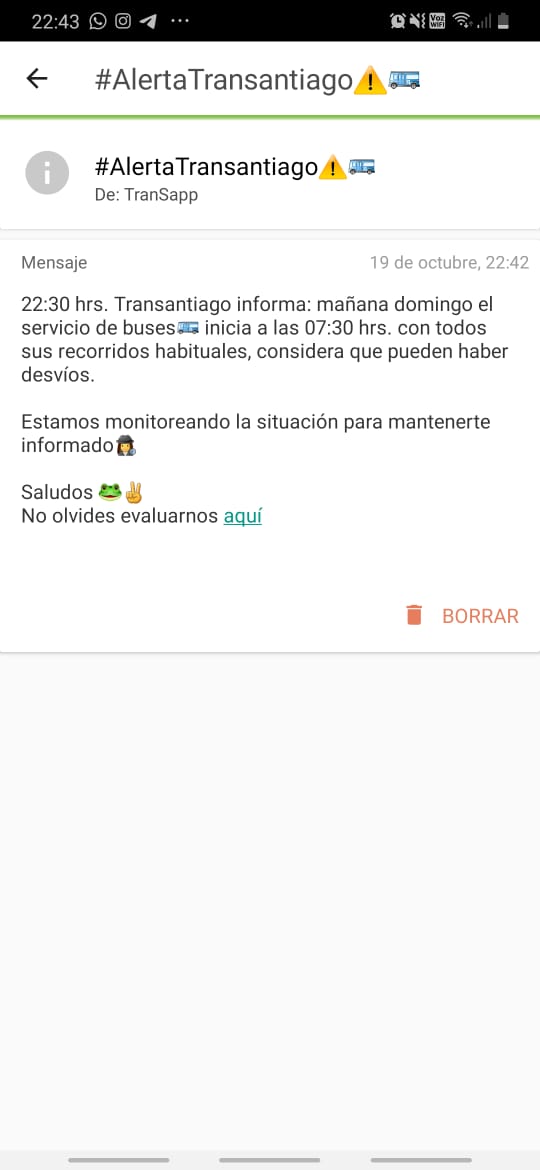 22:43
Voz WiFi
#AlertaTransantiago⚠️🚌
#AlertaTransantiago⚠️🚌
De: TranSapp
Mensaje
19 de octubre, 22:42
22:30 hrs. Transantiago informa: mañana domingo el
servicio de buses🚌 inicia a las 07:30 hrs. con todos
sus recorridos habituales, considera que pueden haber
desvíos.
Estamos monitoreando la situación para mantenerte
informado🕵️‍♀️
Saludos 🐸✌️
No olvides evaluarnos aquí
BORRAR